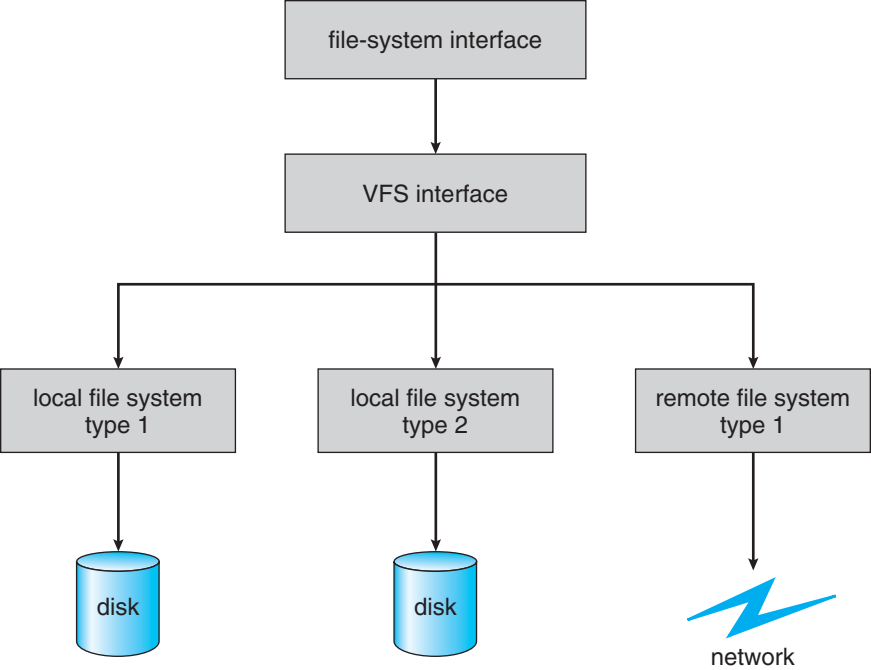 file-system interface
VFS interface
local file system
type 1
local file system
type 2
remote file system
type 1
disk
disk
network